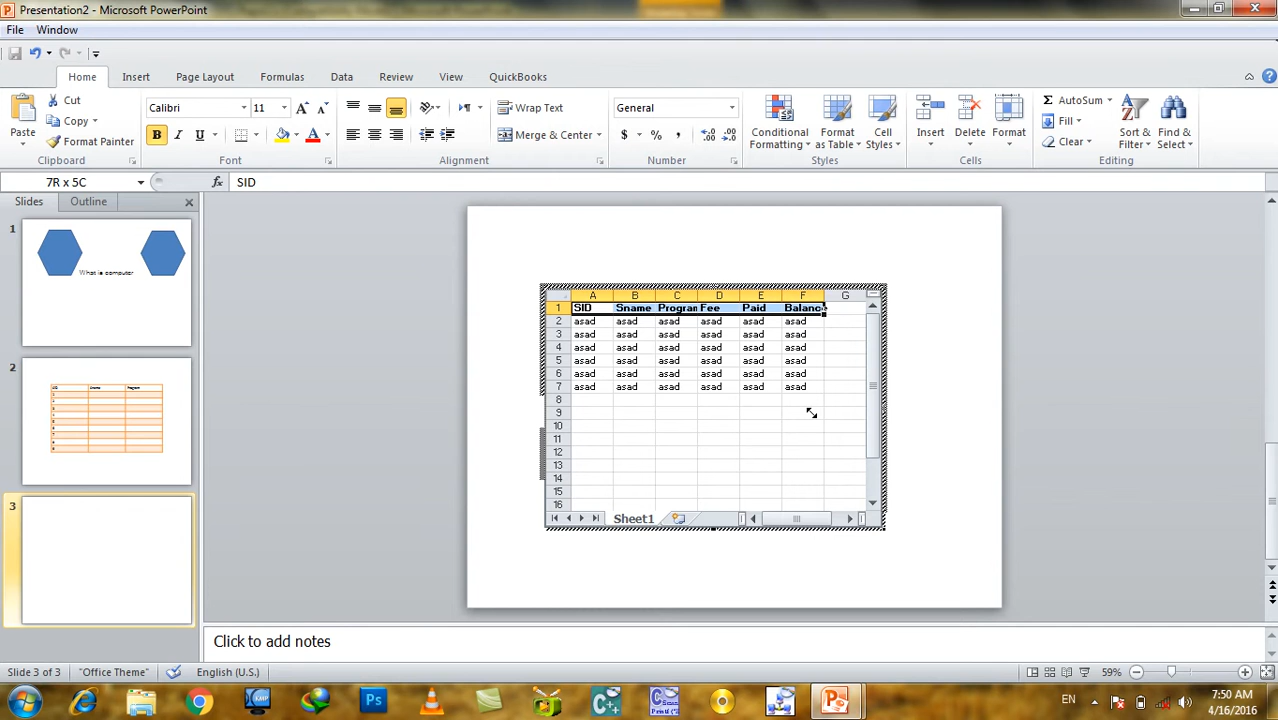 Presentation2 - Microsoft PowerPoint
File Window
Home Insert Page Layout Formulas Data Review View QuickBooks
Paste
Cut
Copy
Format Painter
Clipboard
Calibri 11
B I U A
Font
Wrap Text
Merge & Center
Alignment
General
$ % ,
Number
Conditional Formatting
Format as Table
Cell Styles
Styles
Insert Delete Format
Cells
Σ AutoSum
Fill
Clear
Sort & Filter
Find & Select
Editing
7R x 5C fx SID
Slides Outline
1
What is computer
2
SID Sname Program
3
A B C D E F G
1 SID Sname Program Fee Paid Balanc
2 asad asad asad asad asad asad
3 asad asad asad asad asad asad
4 asad asad asad asad asad asad
5 asad asad asad asad asad asad
6 asad asad asad asad asad asad
7 asad asad asad asad asad asad
8
9
10
11
12
13
14
15
16
Sheet1
Click to add notes
Slide 3 of 3 "Office Theme" English (U.S.) 59%
EN 7:50 AM
4/16/2016